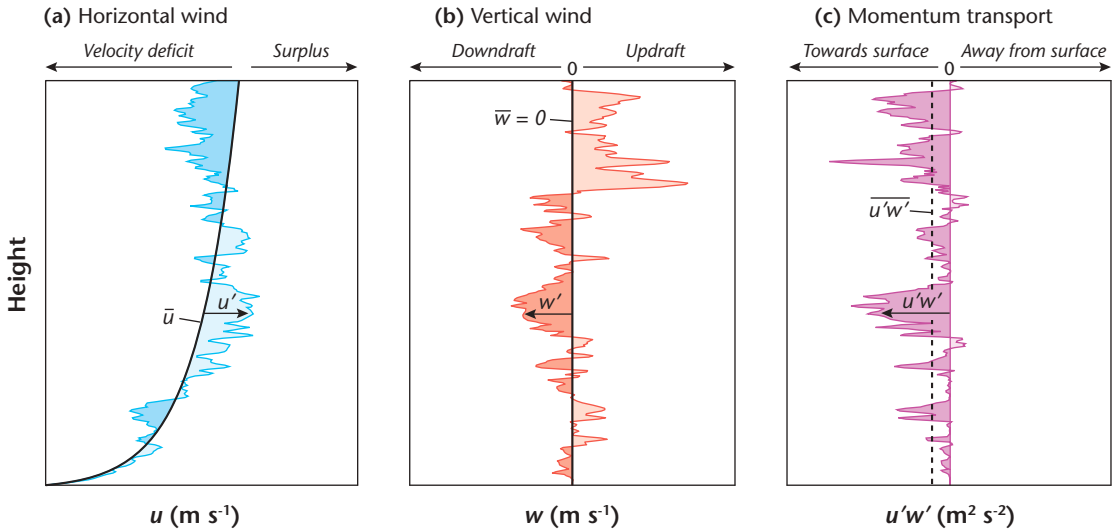 (a) Horizontal wind
Velocity deficit
Surplus
Height
u̅
u'
u (m s⁻¹)
(b) Vertical wind
Downdraft
0
Updraft
w̅ = 0
w'
w (m s⁻¹)
(c) Momentum transport
Towards surface
0
Away from surface
u̅'̅w̅'̅
u'w'
u'w' (m² s⁻²)